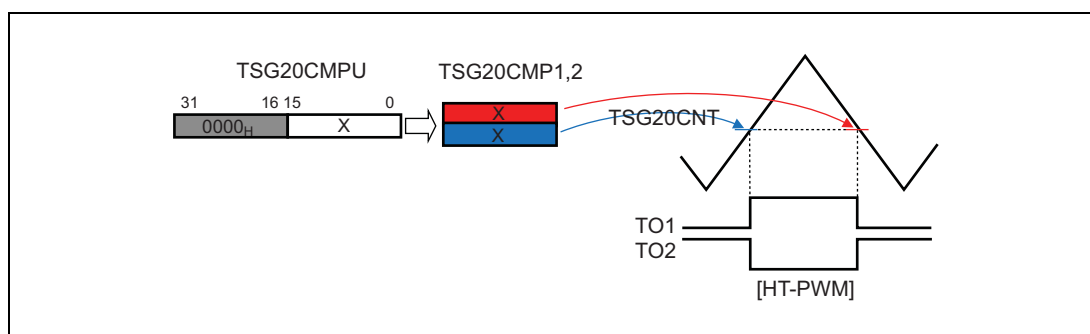 TSG20CMPU
TSG20CMP1,2
31 16 15 0
0000H
X
X
X
TSG20CNT
TO1
TO2
[HT-PWM]